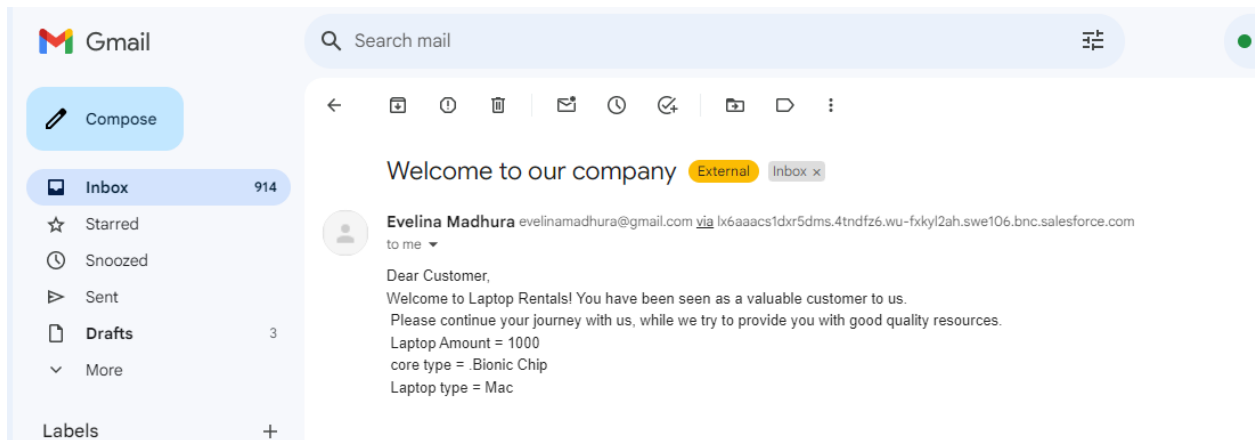 Gmail
Search mail
Compose
Inbox 914
Starred
Snoozed
Sent
Drafts 3
More
Labels +
Welcome to our company External Inbox ×
Evelina Madhura evelinamadhura@gmail.com via lx6aaacs1dxr5dms.4tndfz6.wu-fxkyl2ah.swe106.bnc.salesforce.com
to me
Dear Customer,
Welcome to Laptop Rentals! You have been seen as a valuable customer to us.
Please continue your journey with us, while we try to provide you with good quality resources.
Laptop Amount = 1000
core type = .Bionic Chip
Laptop type = Mac